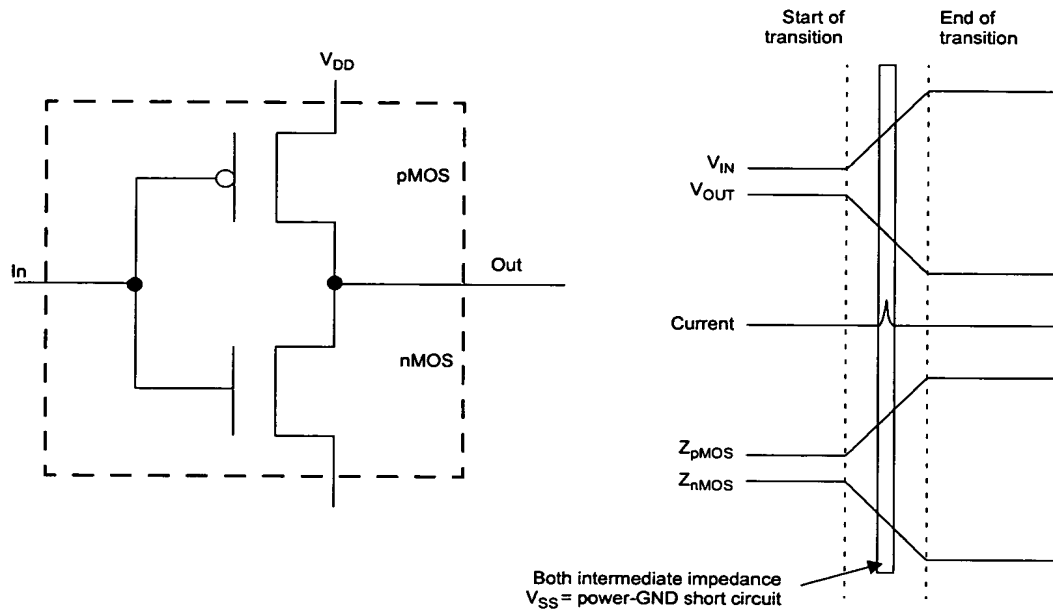 V_DD
pMOS
In
Out
nMOS
Start of
transition
End of
transition
V_IN
V_OUT
Current
Z_pMOS
Z_nMOS
Both intermediate impedance
V_SS = power-GND short circuit